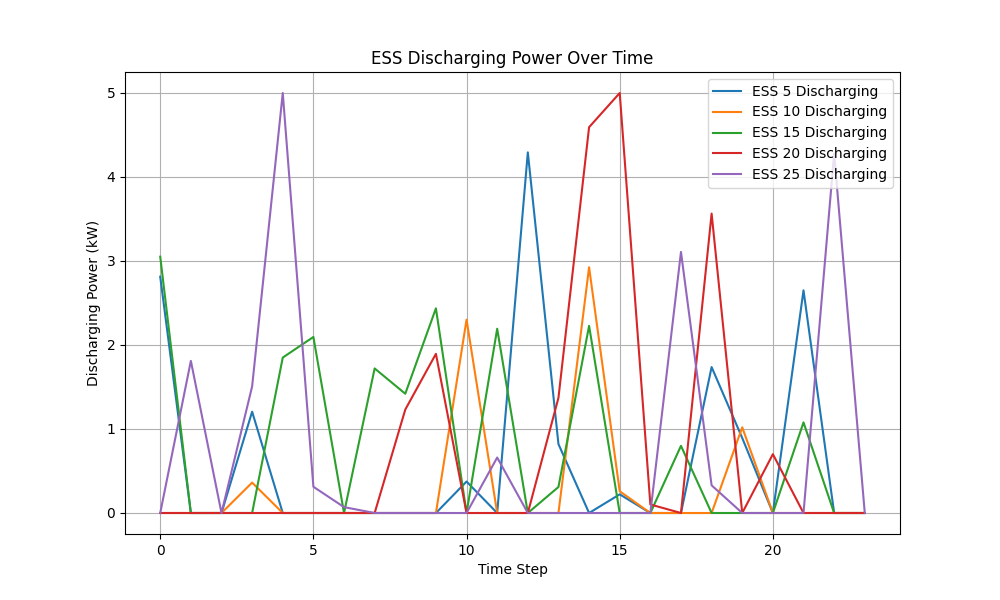 ESS Discharging Power Over Time
5
4
3
2
1
0
Discharging Power (kW)
ESS 5 Discharging
ESS 10 Discharging
ESS 15 Discharging
ESS 20 Discharging
ESS 25 Discharging
0 5 10 15 20
Time Step